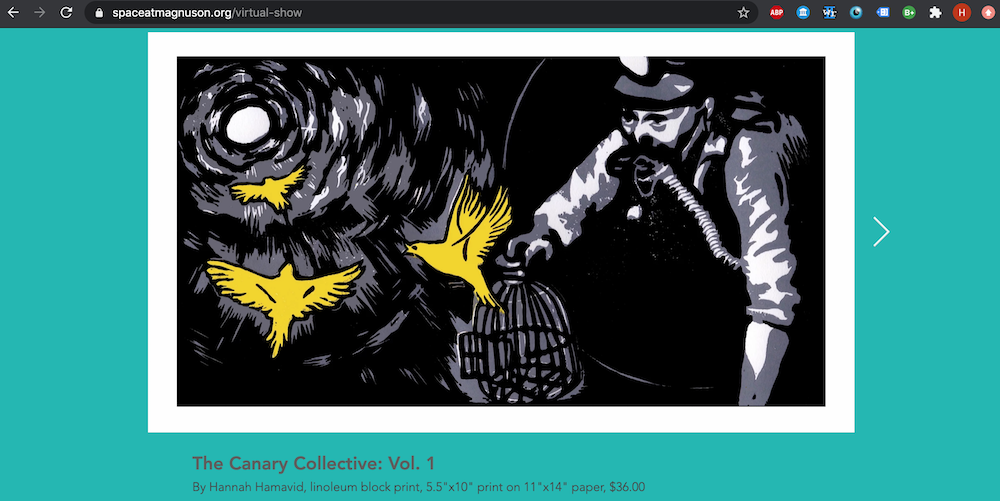 spaceatmagnuson.org/virtual-show
ABP
B+
H
The Canary Collective: Vol. 1
By Hannah Hamavid, linoleum block print, 5.5"x10" print on 11"x14" paper, $36.00